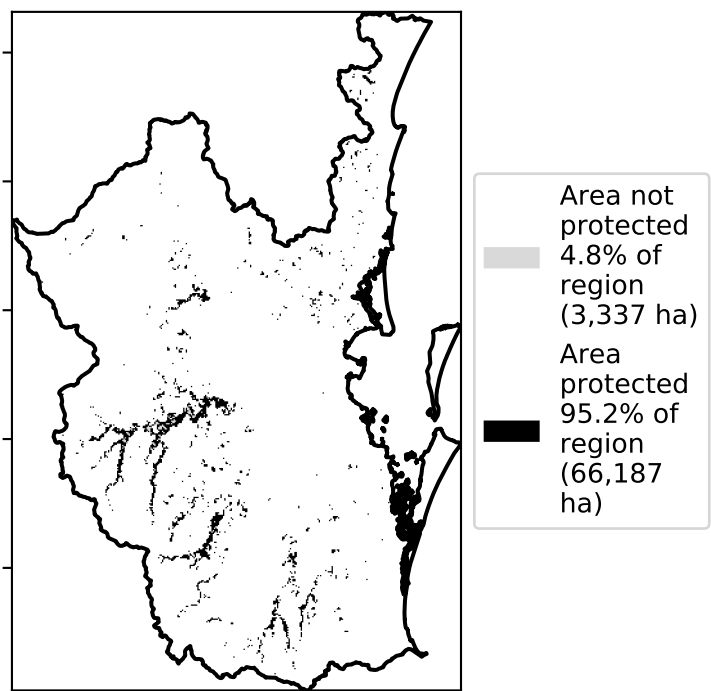 Area not
protected
4.8% of
region
(3,337 ha)
Area
protected
95.2% of
region
(66,187
ha)